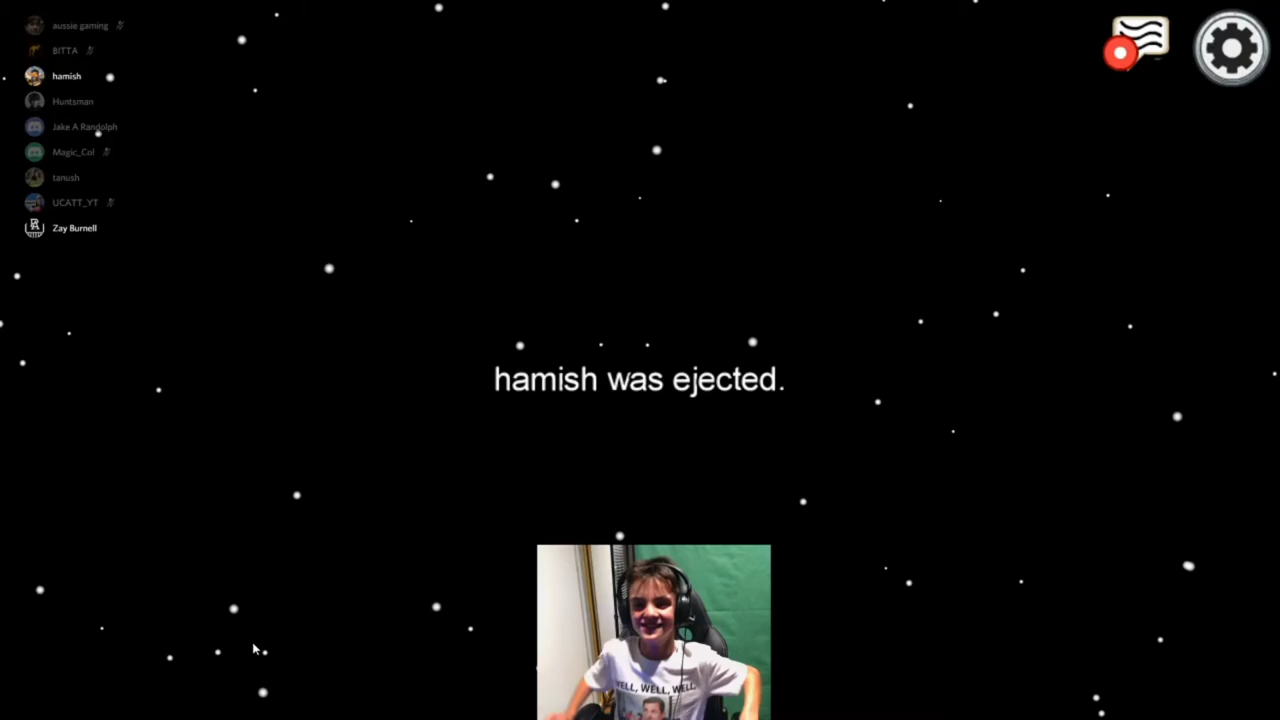 aussie gaming
BITTA
hamish
Huntsman
Jake A Randolph
Magic_Col
tanush
UCATT_YT
Zay Burnell
hamish was ejected.
WELL, WELL, WELL